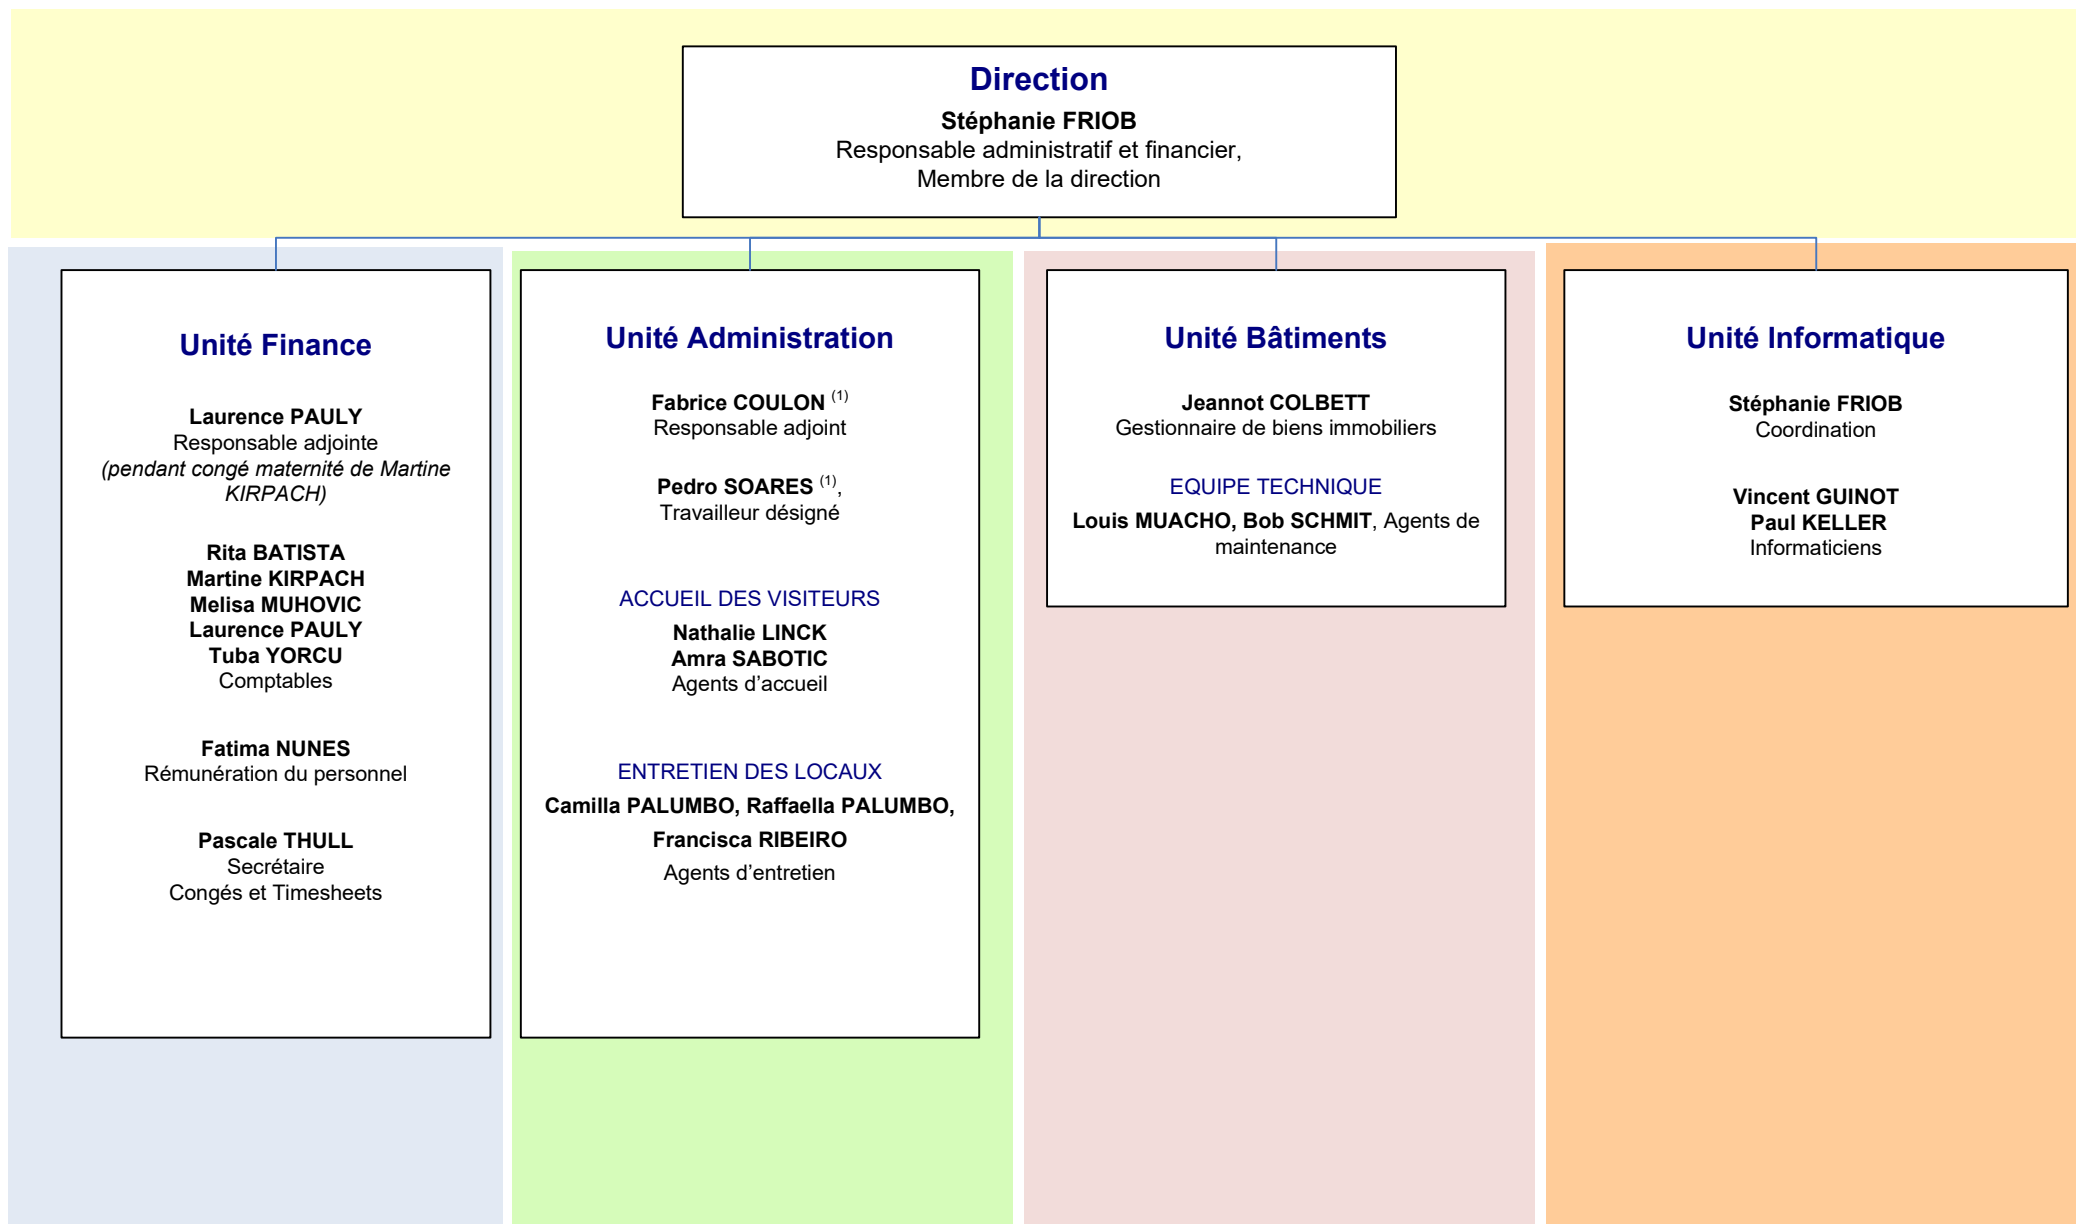 Direction
Stéphanie FRIOB
Responsable administratif et financier,
Membre de la direction
Unité Finance
Laurence PAULY
Responsable adjointe
(pendant congé maternité de Martine
KIRPACH)
Rita BATISTA
Martine KIRPACH
Melisa MUHOVIC
Laurence PAULY
Tuba YORCU
Comptables
Fatima NUNES
Rémunération du personnel
Pascale THULL
Secrétaire
Congés et Timesheets
Unité Administration
Fabrice COULON (1)
Responsable adjoint
Pedro SOARES (1),
Travailleur désigné
ACCUEIL DES VISITEURS
Nathalie LINCK
Amra SABOTIC
Agents d’accueil
ENTRETIEN DES LOCAUX
Camilla PALUMBO, Raffaella PALUMBO,
Francisca RIBEIRO
Agents d’entretien
Unité Bâtiments
Jeannot COLBETT
Gestionnaire de biens immobiliers
EQUIPE TECHNIQUE
Louis MUACHO, Bob SCHMIT, Agents de
maintenance
Unité Informatique
Stéphanie FRIOB
Coordination
Vincent GUINOT
Paul KELLER
Informaticiens